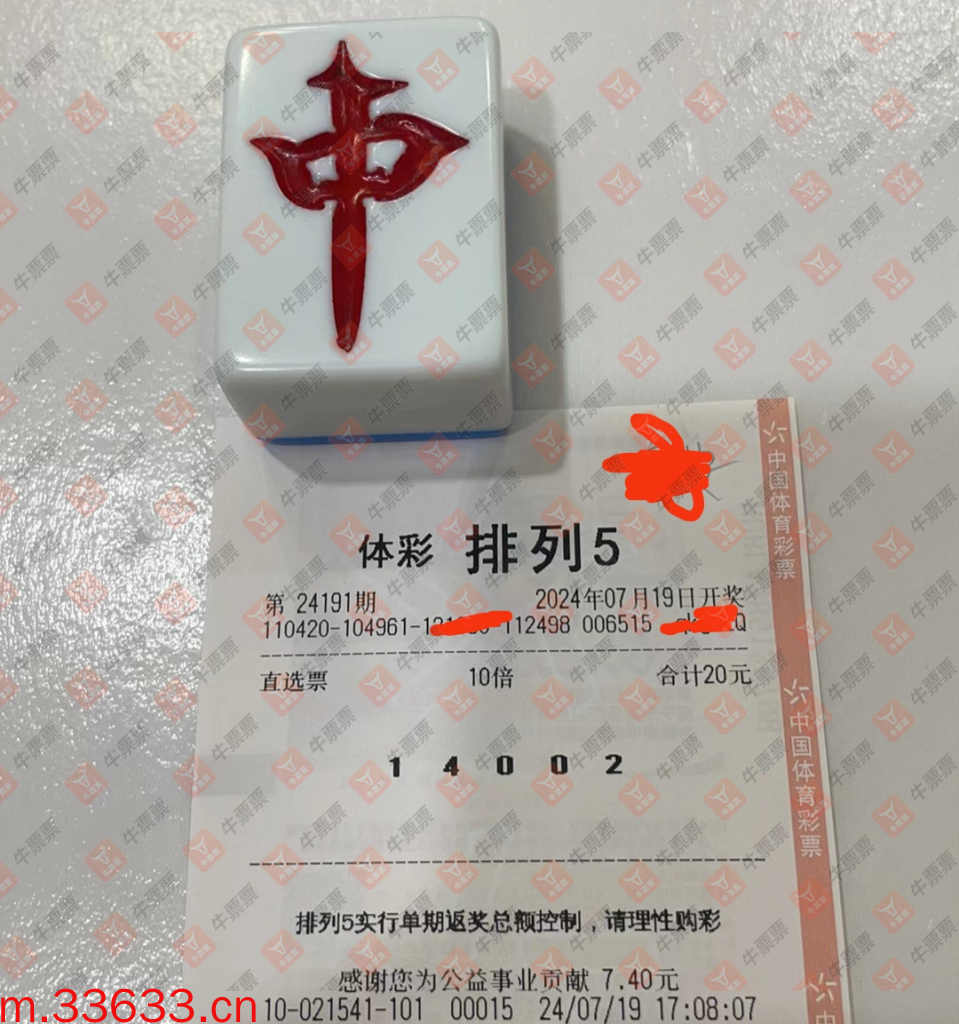 中
体彩 排列5
第 24191期 2024年07月19日开奖
110420-104961- -112498 006515
直选票 10倍 合计20元
1 4 0 0 2
排列5实行单期返奖总额控制，请理性购彩
感谢您为公益事业贡献 7.40元
10-021541-101 00015 24/07/19 17:08:07
中国体育彩票
中国体育彩票
中
牛票票
m.33633.cn